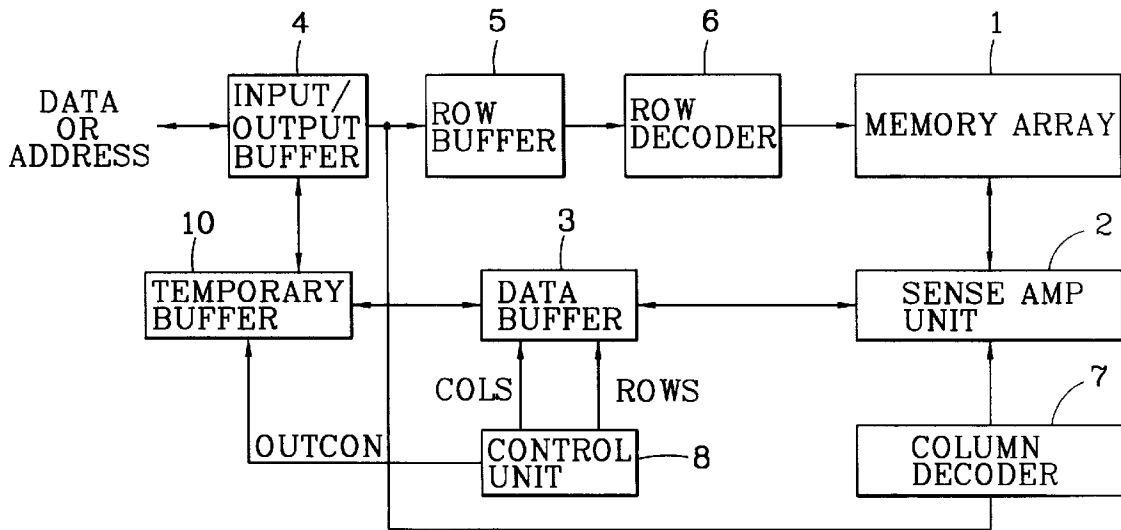 4
5
6
1
DATA
OR
ADDRESS
INPUT/
OUTPUT
BUFFER
ROW
BUFFER
ROW
DECODER
MEMORY ARRAY
10
3
2
TEMPORARY
BUFFER
DATA
BUFFER
SENSE AMP
UNIT
COLS
ROWS
7
OUTCON
CONTROL
UNIT
8
COLUMN
DECODER